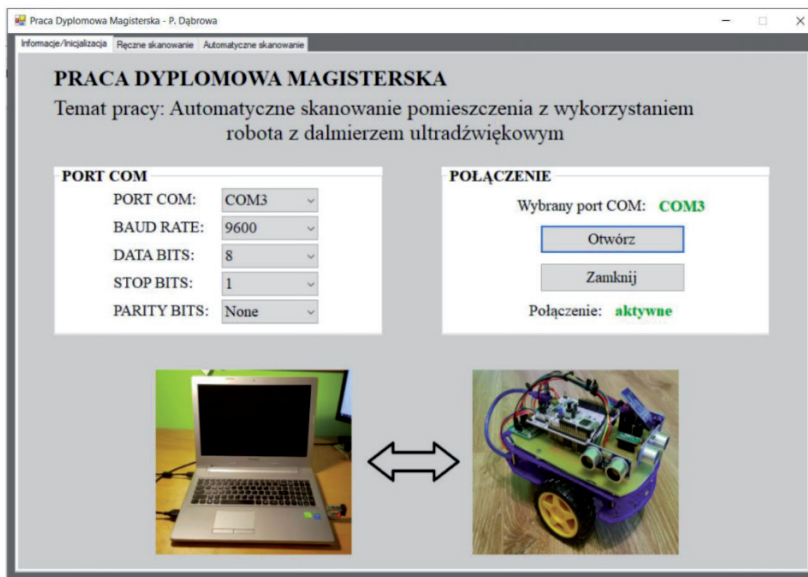 Praca Dyplomowa Magisterska - P. Dąbrowa
Informacje/Inicjalizacja Ręczne skanowanie Automatyczne skanowanie
PRACA DYPLOMOWA MAGISTERSKA
Temat pracy: Automatyczne skanowanie pomieszczenia z wykorzystaniem
robota z dalmierzem ultradźwiękowym
PORT COM
PORT COM: COM3
BAUD RATE: 9600
DATA BITS: 8
STOP BITS: 1
PARITY BITS: None
POŁĄCZENIE
Wybrany port COM: COM3
Otwórz
Zamknij
Połączenie: aktywne